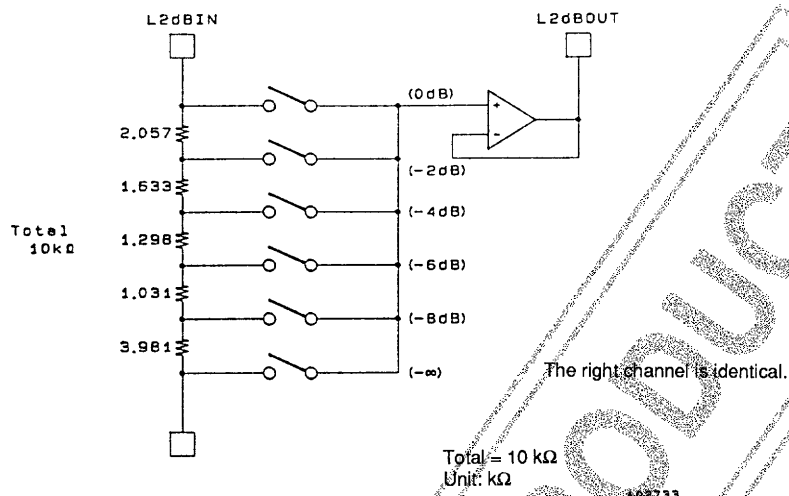 L2dBIN
L2dBOUT
(0dB)
2.057
(-2dB)
1.633
(-4dB)
Total
10kΩ
1.298
(-6dB)
1.031
(-8dB)
3.981
(-∞)
The right channel is identical.
Total = 10 kΩ
Unit: kΩ
ODUCT